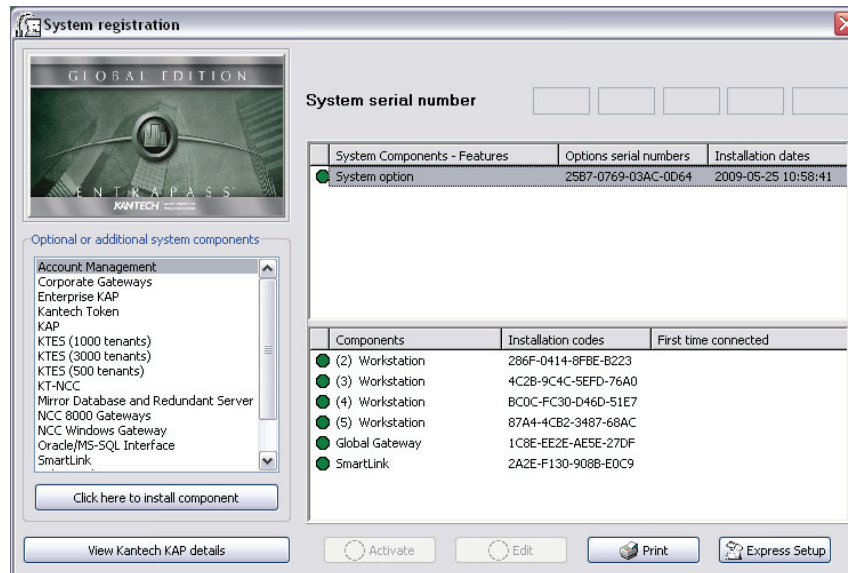 System registration
GLOBAL EDITION
ENTRAPASS
KANTECH
System serial number
System Components - Features Options serial numbers Installation dates
System option 25B7-0769-03AC-0D64 2009-05-25 10:58:41
Optional or additional system components
Account Management
Corporate Gateways
Enterprise KAP
Kantech Token
KAP
KTES (1000 tenants)
KTES (3000 tenants)
KTES (500 tenants)
KT-NCC
Mirror Database and Redundant Server
NCC 8000 Gateways
NCC Windows Gateway
Oracle/MS-SQL Interface
SmartLink
Click here to install component
View Kantech KAP details
Components Installation codes First time connected
(2) Workstation 286F-0414-8FBE-B223
(3) Workstation 4C2B-9C4C-5EFD-76A0
(4) Workstation BC0C-FC30-D46D-51E7
(5) Workstation 87A4-4CB2-3487-68AC
Global Gateway 1C8E-EE2E-AE5E-27DF
SmartLink 2A2E-F130-908B-E0C9
Activate Edit Print Express Setup